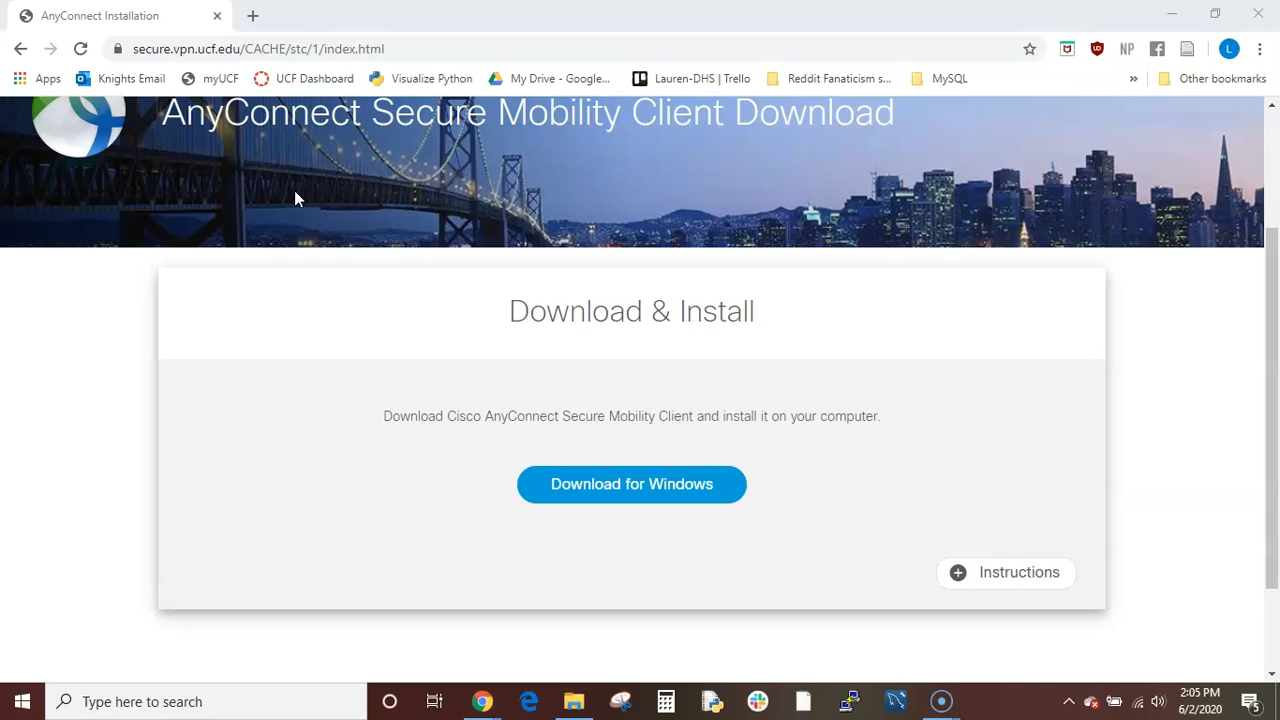 AnyConnect Installation
secure.vpn.ucf.edu/CACHE/stc/1/index.html
NP
L
Apps Knights Email myUCF UCF Dashboard Visualize Python My Drive - Google... Lauren-DHS Trello Reddit Fanaticism s... MySQL » Other bookmarks
AnyConnect Secure Mobility Client Download
Download & Install
Download Cisco AnyConnect Secure Mobility Client and install it on your computer.
Download for Windows
Instructions
Type here to search
2:05 PM
6/2/2020
5